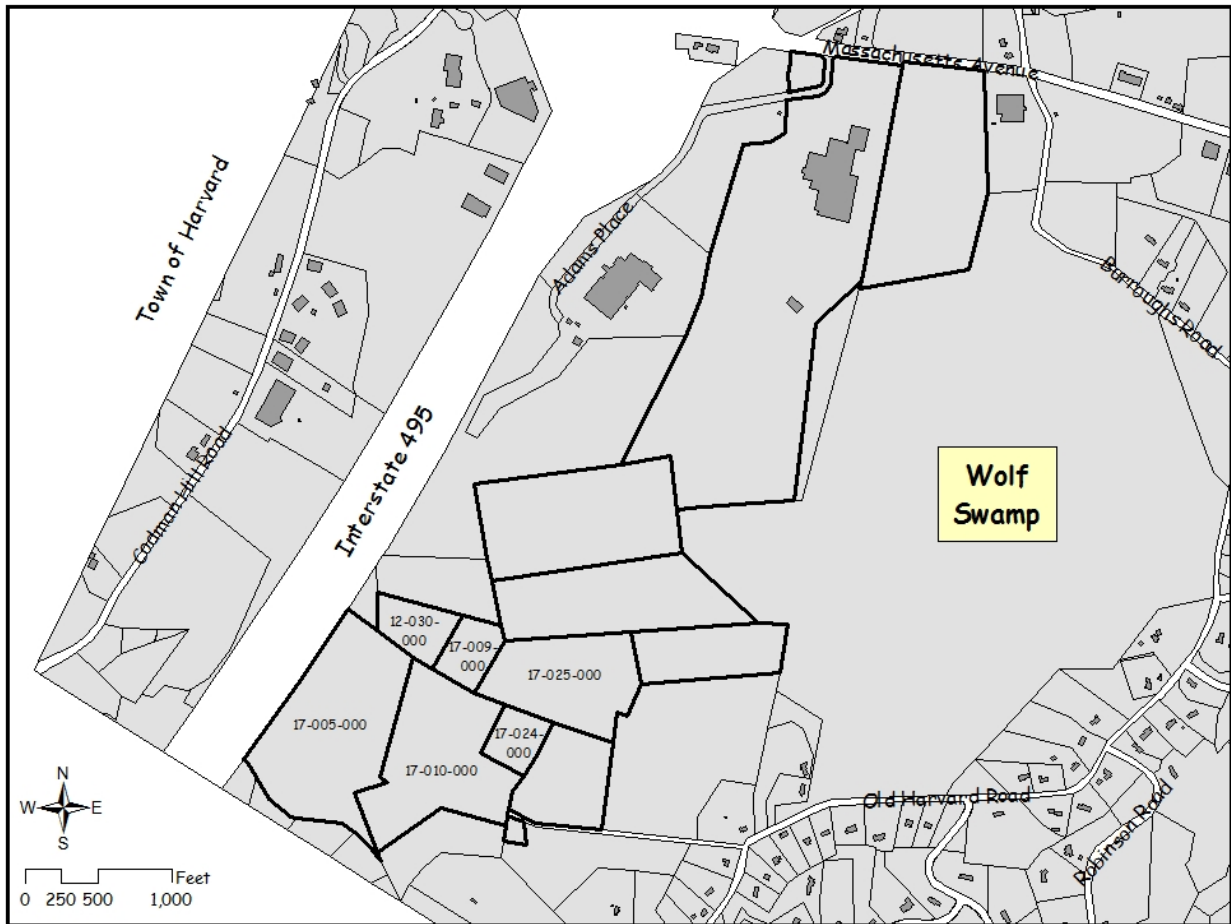 Massachusetts Avenue
Town of Harvard
Adams Place
Burroughs Road
Interstate 495
Codman Hill Road
Wolf
Swamp
12-030-
000
17-009-
000
17-025-000
17-005-000
17-024-
000
17-010-000
Old Harvard Road
Robinson Road
N
W
E
S
Feet
0 250 500 1,000